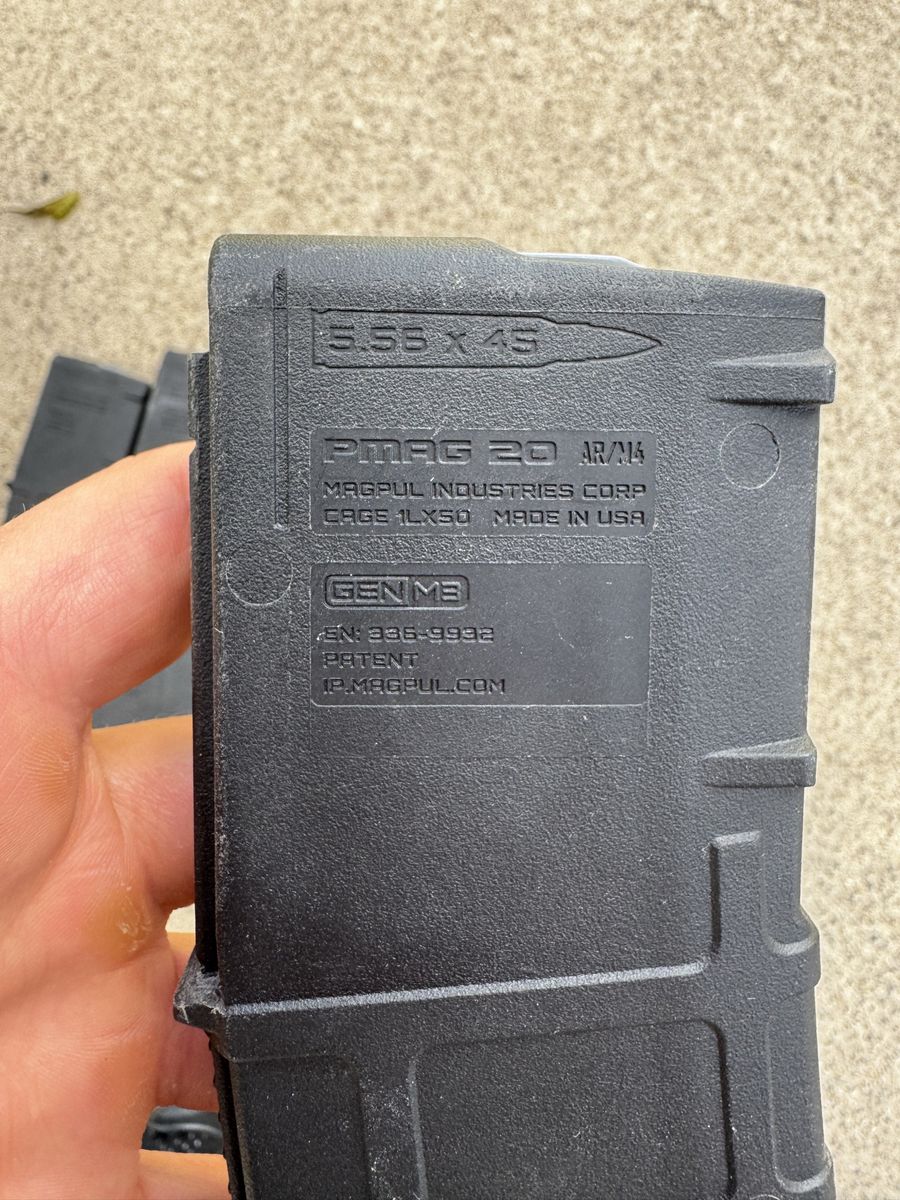 5.56 x 45
PMAG 20 AR/M4
MAGPUL INDUSTRIES CORP
CAGE 1LX50 MADE IN USA
GEN M3
EN: 336-9992
PATENT
IP.MAGPUL.COM